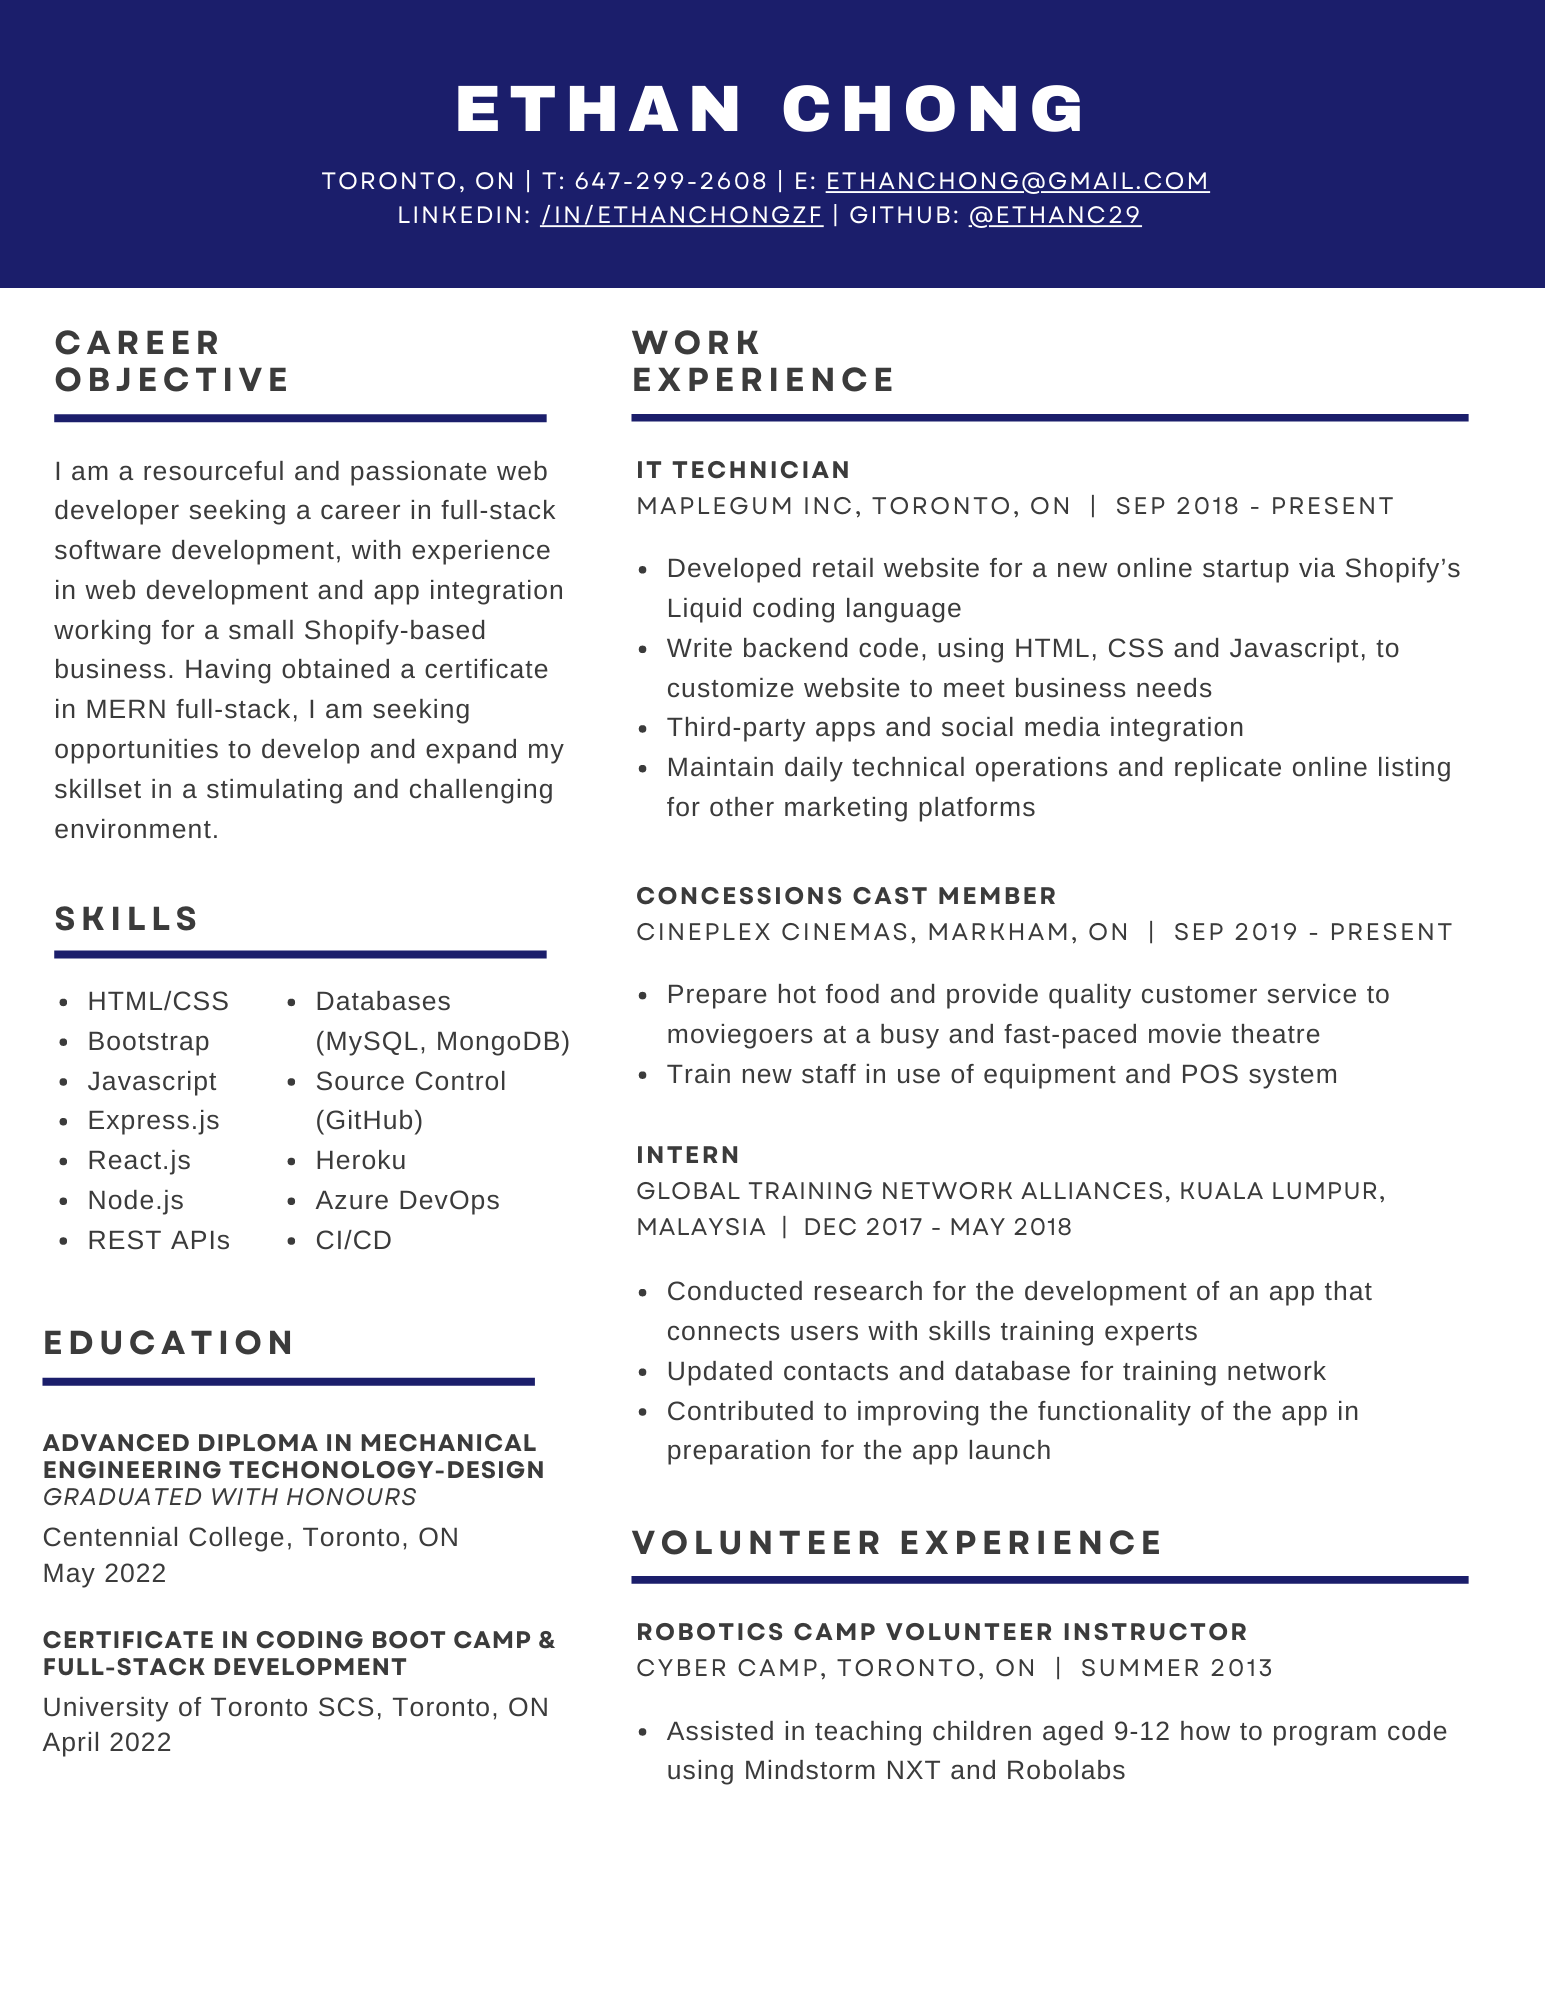 ETHAN CHONG
TORONTO, ON | T: 647-299-2608 | E: ETHANCHONG@GMAIL.COM
LINKEDIN: /IN/ETHANCHONGZF | GITHUB: @ETHANC29
CAREER
OBJECTIVE
I am a resourceful and passionate web
developer seeking a career in full-stack
software development, with experience
in web development and app integration
working for a small Shopify-based
business. Having obtained a certificate
in MERN full-stack, I am seeking
opportunities to develop and expand my
skillset in a stimulating and challenging
environment.
SKILLS
• HTML/CSS
• Bootstrap
• Javascript
• Express.js
• React.js
• Node.js
• REST APIs
• Databases
(MySQL, MongoDB)
• Source Control
(GitHub)
• Heroku
• Azure DevOps
• CI/CD
EDUCATION
ADVANCED DIPLOMA IN MECHANICAL
ENGINEERING TECHONOLOGY-DESIGN
GRADUATED WITH HONOURS
Centennial College, Toronto, ON
May 2022
CERTIFICATE IN CODING BOOT CAMP &
FULL-STACK DEVELOPMENT
University of Toronto SCS, Toronto, ON
April 2022
WORK
EXPERIENCE
IT TECHNICIAN
MAPLEGUM INC, TORONTO, ON | SEP 2018 - PRESENT
• Developed retail website for a new online startup via Shopify’s
Liquid coding language
• Write backend code, using HTML, CSS and Javascript, to
customize website to meet business needs
• Third-party apps and social media integration
• Maintain daily technical operations and replicate online listing
for other marketing platforms
CONCESSIONS CAST MEMBER
CINEPLEX CINEMAS, MARKHAM, ON | SEP 2019 - PRESENT
• Prepare hot food and provide quality customer service to
moviegoers at a busy and fast-paced movie theatre
• Train new staff in use of equipment and POS system
INTERN
GLOBAL TRAINING NETWORK ALLIANCES, KUALA LUMPUR,
MALAYSIA | DEC 2017 - MAY 2018
• Conducted research for the development of an app that
connects users with skills training experts
• Updated contacts and database for training network
• Contributed to improving the functionality of the app in
preparation for the app launch
VOLUNTEER EXPERIENCE
ROBOTICS CAMP VOLUNTEER INSTRUCTOR
CYBER CAMP, TORONTO, ON | SUMMER 2013
• Assisted in teaching children aged 9-12 how to program code
using Mindstorm NXT and Robolabs